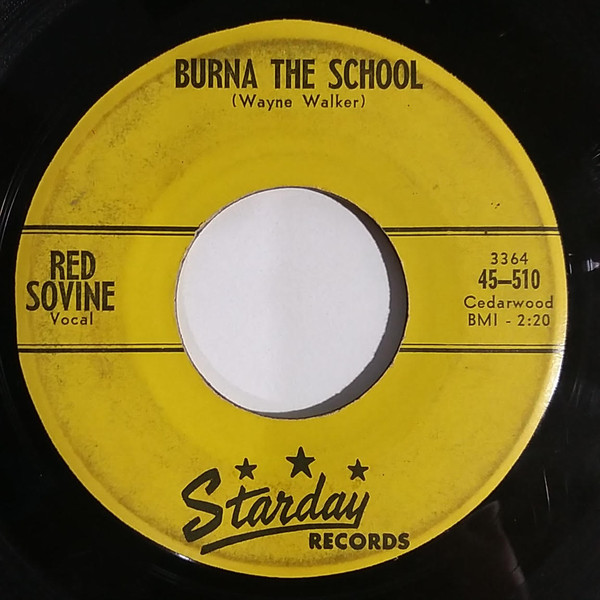 BURNA THE SCHOOL
(Wayne Walker)
RED
SOVINE
Vocal
3364
45–510
Cedarwood
BMI - 2:20
Starday
RECORDS